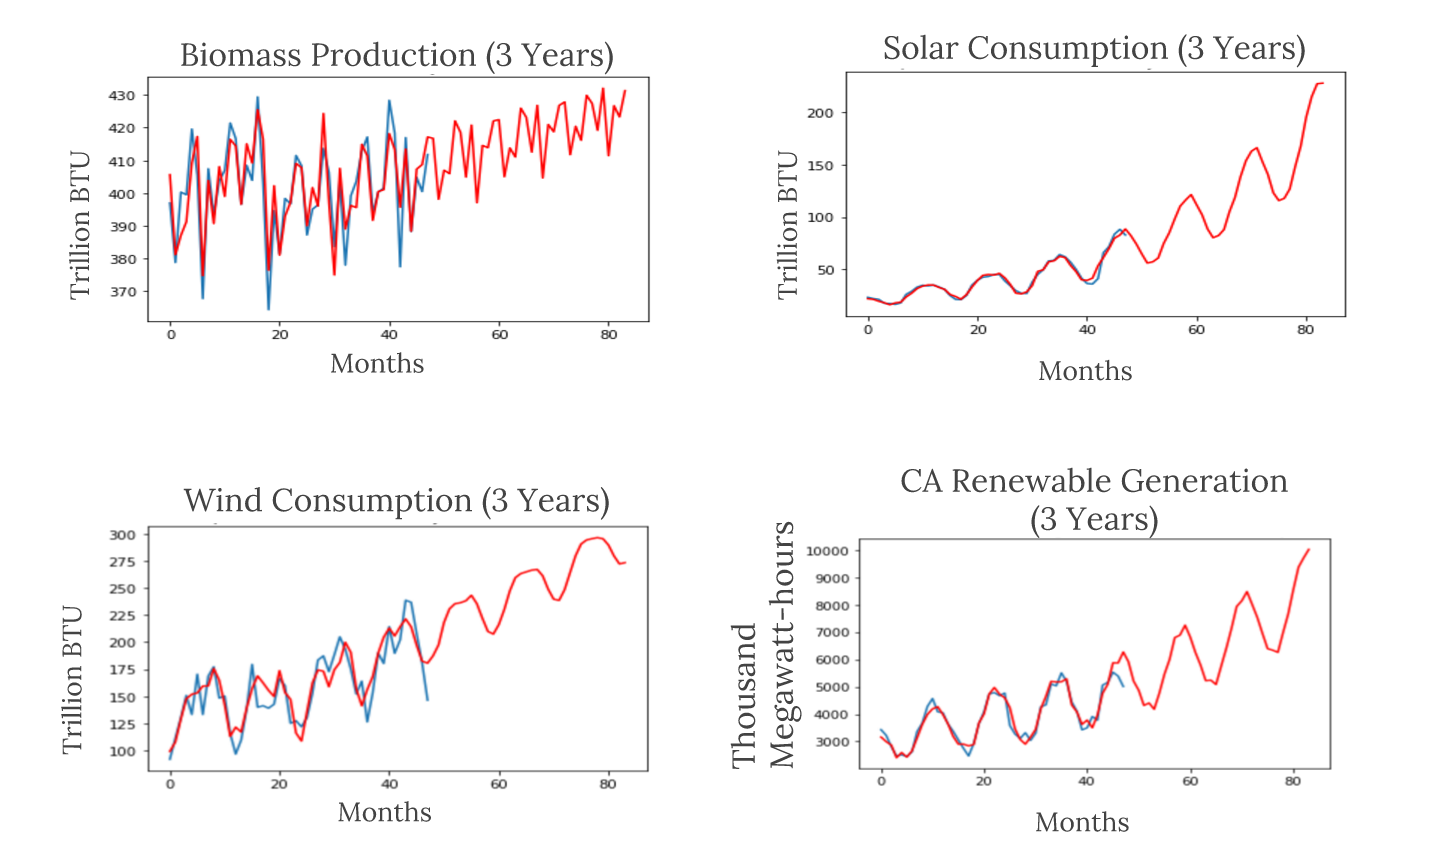 Biomass Production (3 Years)
Trillion BTU
430
420
410
400
390
380
370
0 20 40 60 80
Months
Solar Consumption (3 Years)
Trillion BTU
200
150
100
50
0 20 40 60 80
Months
Wind Consumption (3 Years)
Trillion BTU
300
275
250
225
200
175
150
125
100
0 20 40 60 80
Months
CA Renewable Generation
(3 Years)
Thousand
Megawatt-hours
10000
9000
8000
7000
6000
5000
4000
3000
0 20 40 60 80
Months